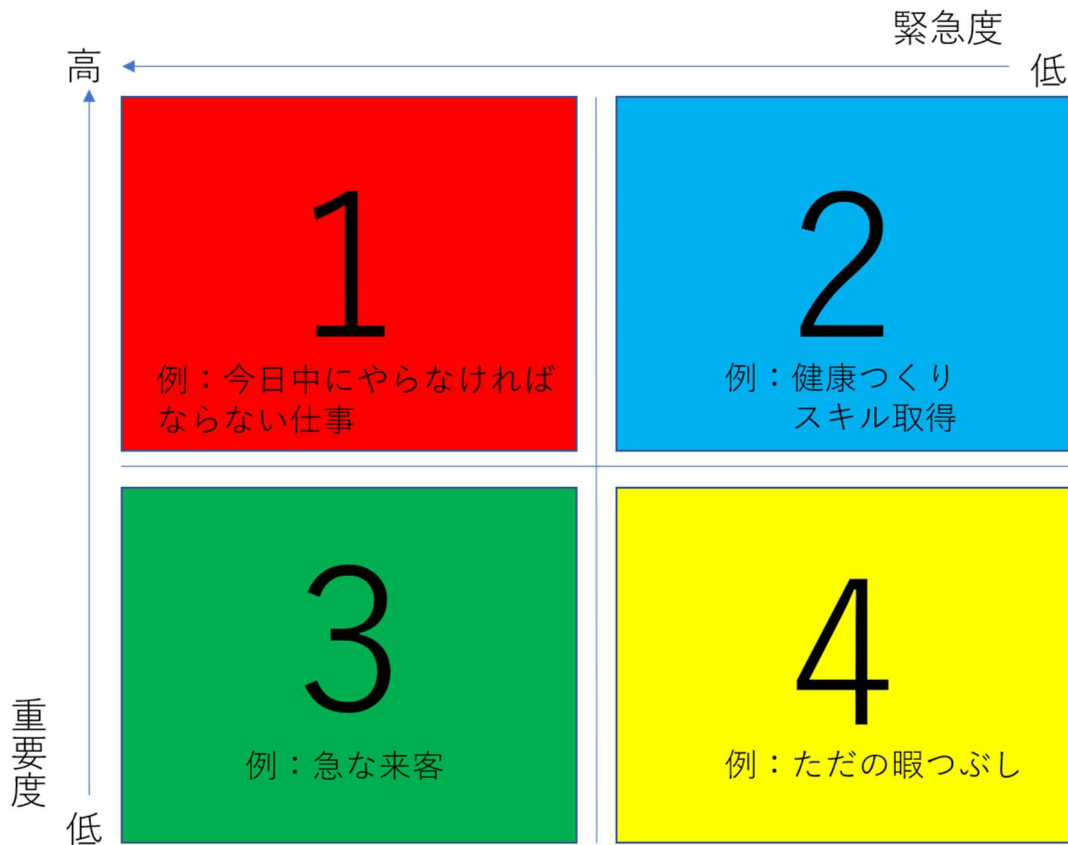 緊急度
高
低
1
例：今日中にやらなければ
ならない仕事
2
例：健康つくり
スキル取得
3
例：急な来客
4
例：ただの暇つぶし
重要度
低